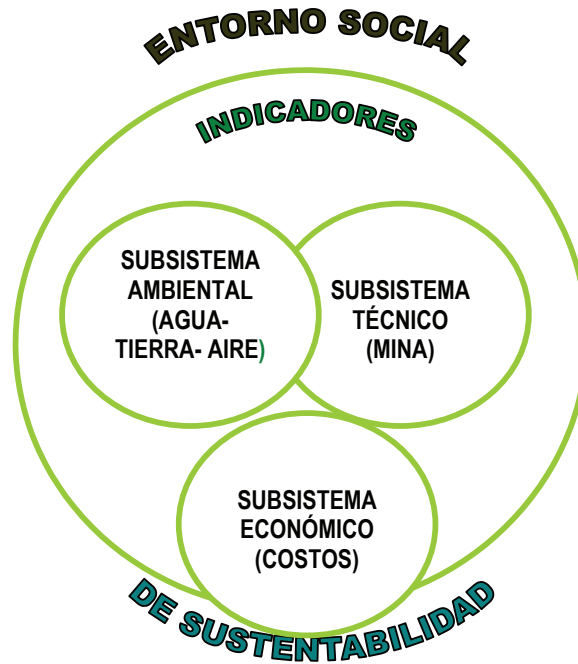 ENTORNO SOCIAL
INDICADORES
SUBSISTEMA
AMBIENTAL
(AGUA-
TIERRA- AIRE)
SUBSISTEMA
TÉCNICO
(MINA)
SUBSISTEMA
ECONÓMICO
(COSTOS)
DE SUSTENTABILIDAD